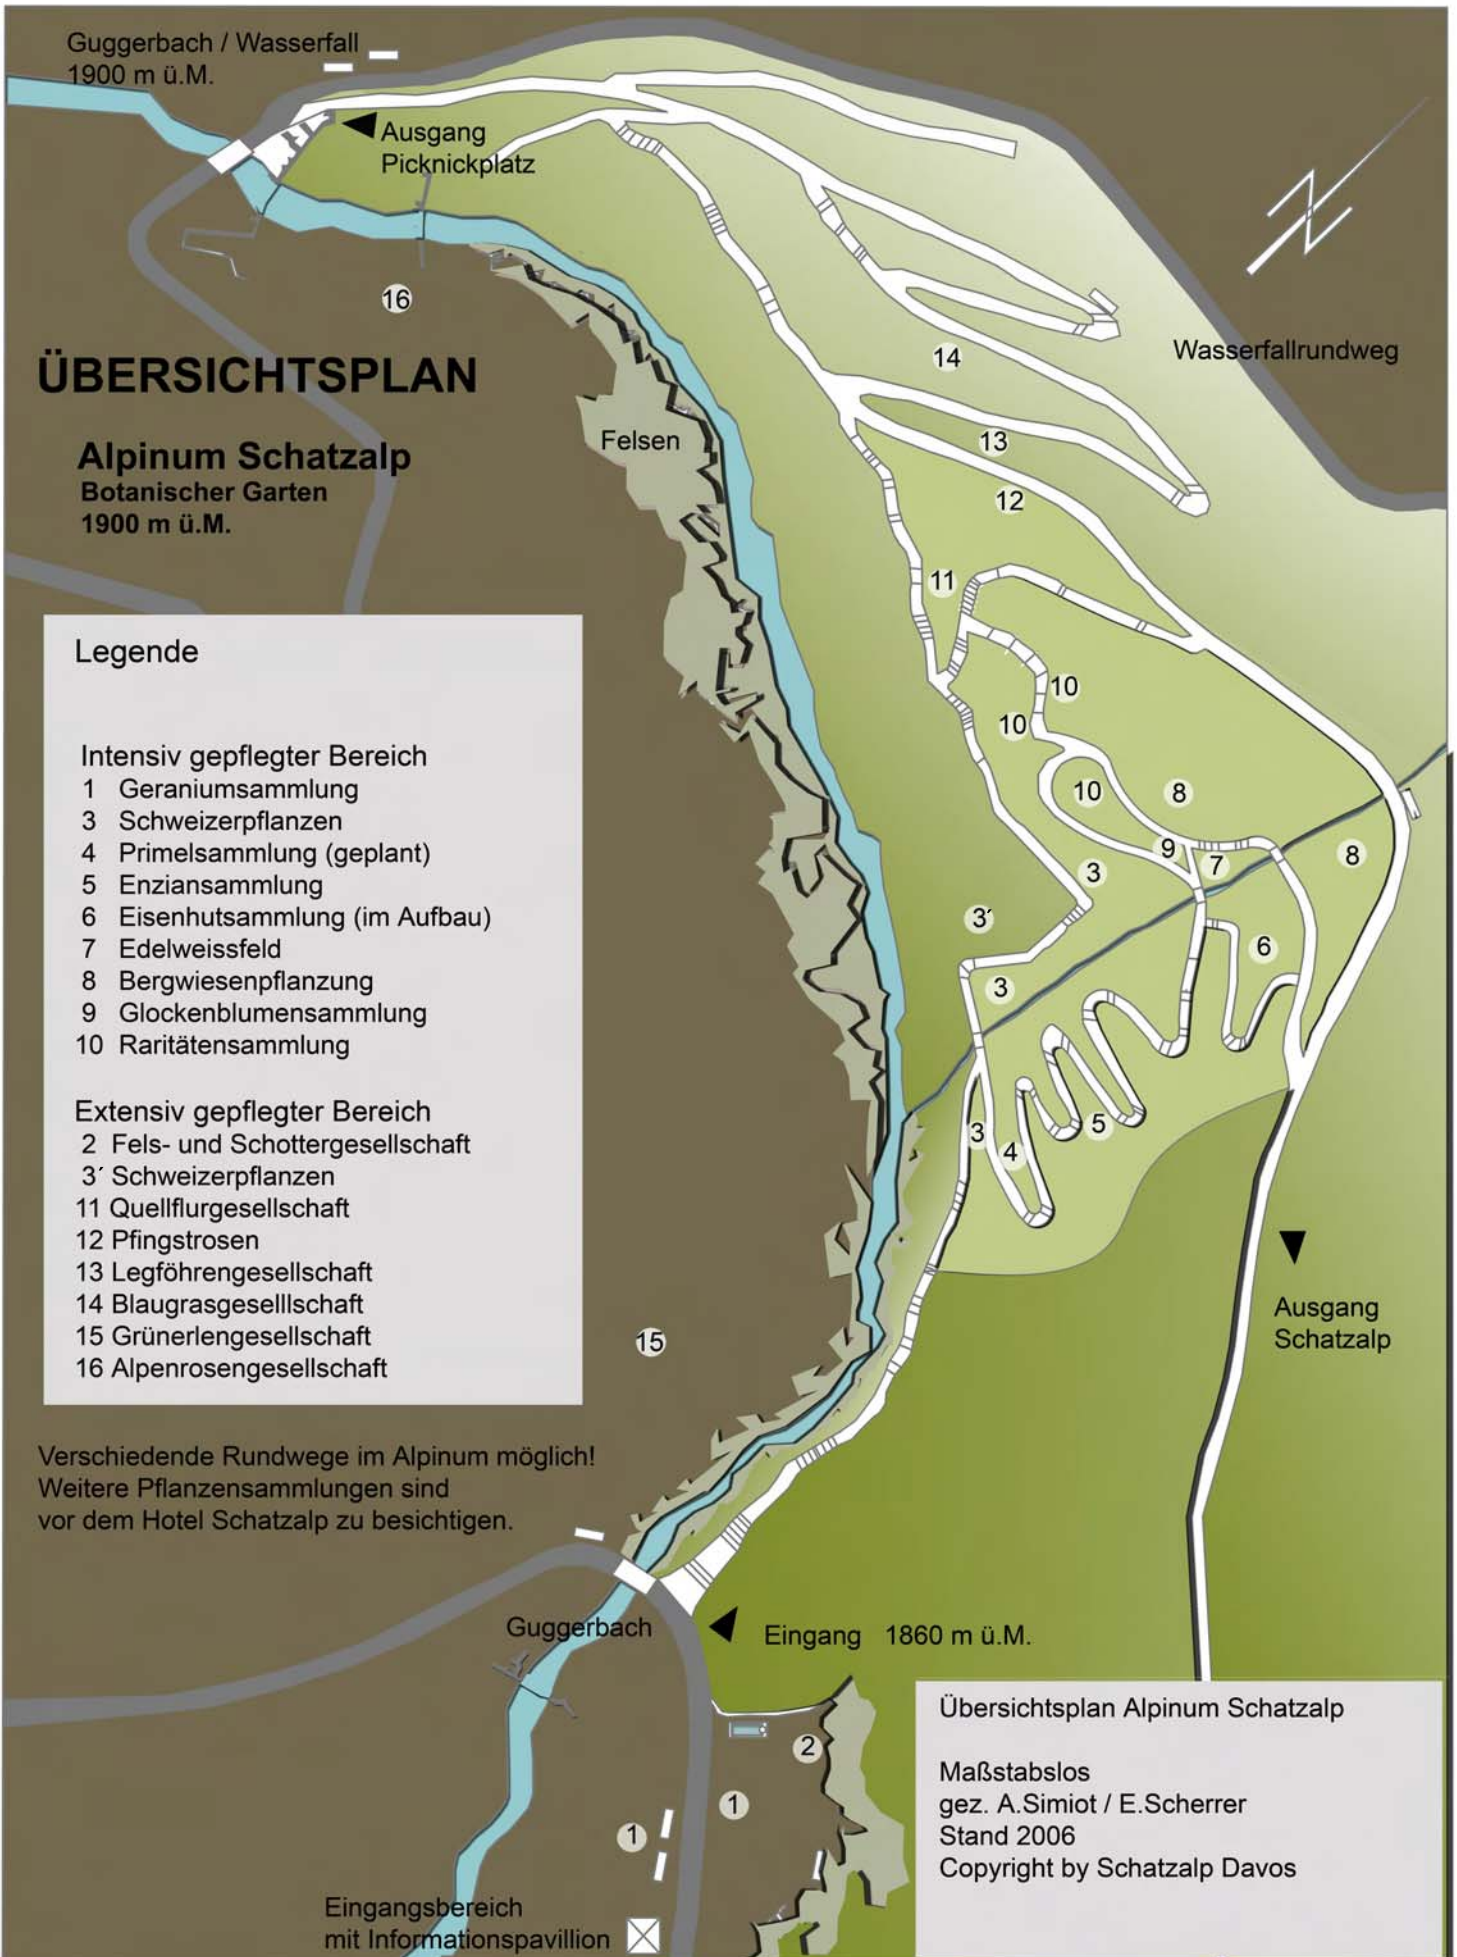 Guggerbach / Wasserfall
1900 m ü.M.
Ausgang
Picknickplatz
16
ÜBERSICHTSPLAN
Alpinum Schatzalp
Botanischer Garten
1900 m ü.M.
Felsen
Wasserfallrundweg
14
13
12
11
10
10
10
8
9
7
8
3
3´
6
3
3
4
5
Legende
Intensiv gepflegter Bereich
1 Geraniumsammlung
3 Schweizerpflanzen
4 Primelsammlung (geplant)
5 Enziansammlung
6 Eisenhutsammlung (im Aufbau)
7 Edelweissfeld
8 Bergwiesenpflanzung
9 Glockenblumensammlung
10 Raritätensammlung
Extensiv gepflegter Bereich
2 Fels- und Schottergesellschaft
3´ Schweizerpflanzen
11 Quellflurgesellschaft
12 Pfingstrosen
13 Legföhrengesellschaft
14 Blaugrasgeselllschaft
15 Grünerlengesellschaft
16 Alpenrosengesellschaft
15
Ausgang
Schatzalp
Verschiedende Rundwege im Alpinum möglich!
Weitere Pflanzensammlungen sind
vor dem Hotel Schatzalp zu besichtigen.
Guggerbach
Eingang 1860 m ü.M.
2
1
1
Eingangsbereich
mit Informationspavillion
Übersichtsplan Alpinum Schatzalp
Maßstabslos
gez. A.Simiot / E.Scherrer
Stand 2006
Copyright by Schatzalp Davos